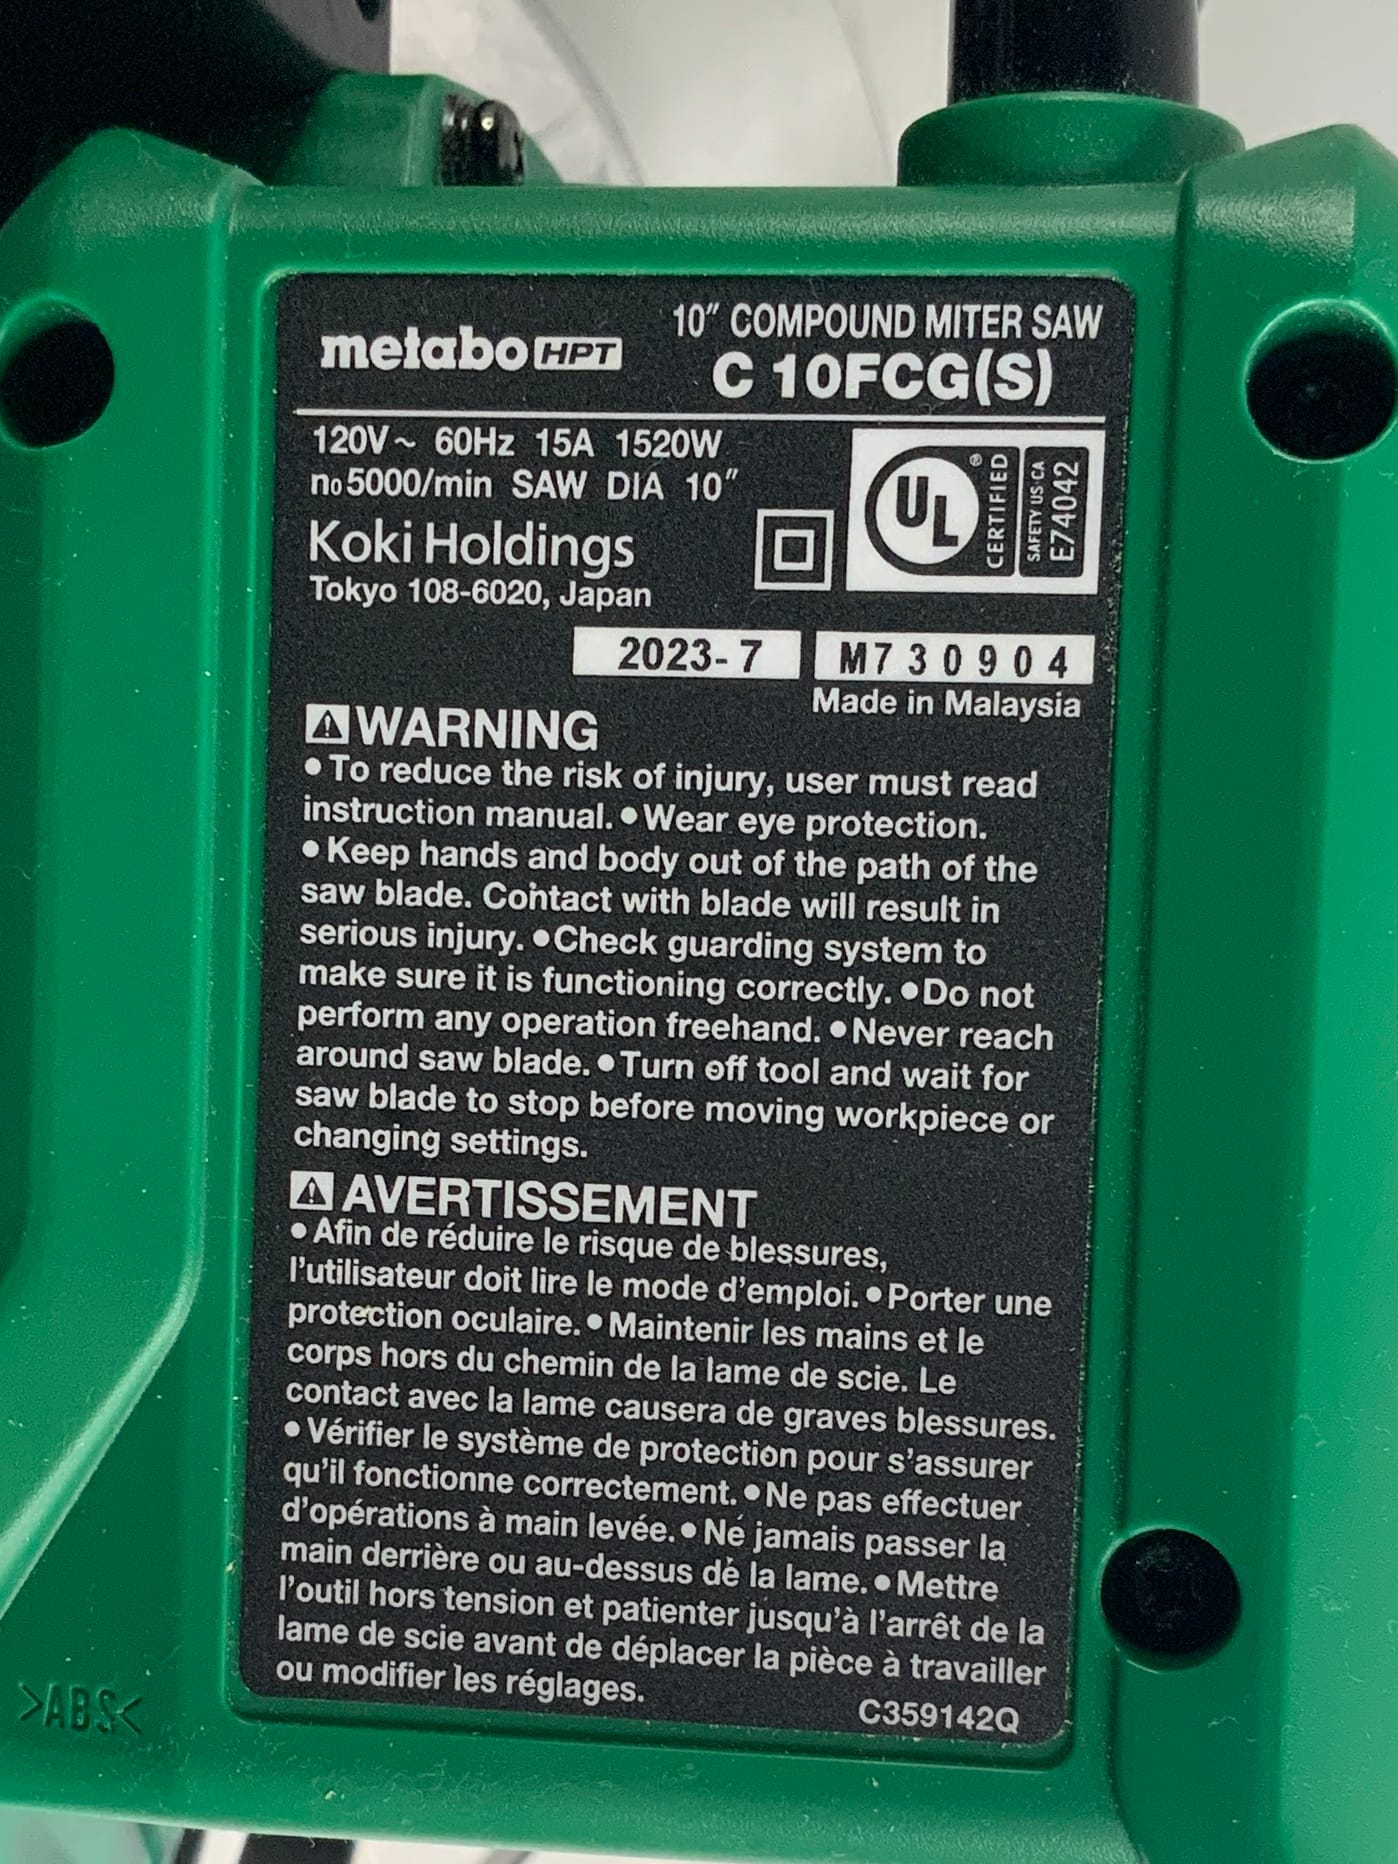 metabo HPT
10" COMPOUND MITER SAW
C 10FCG(S)
120V~ 60Hz 15A 1520W
no 5000/min SAW DIA 10"
Koki Holdings
Tokyo 108-6020, Japan
UL ® CERTIFIED
SAFETY US·CA
E74042
2023-7
M730904
Made in Malaysia
⚠WARNING
●To reduce the risk of injury, user must read
instruction manual. ●Wear eye protection.
●Keep hands and body out of the path of the
saw blade. Contact with blade will result in
serious injury. ●Check guarding system to
make sure it is functioning correctly. ●Do not
perform any operation freehand. ●Never reach
around saw blade. ●Turn off tool and wait for
saw blade to stop before moving workpiece or
changing settings.
⚠AVERTISSEMENT
●Afin de réduire le risque de blessures,
l'utilisateur doit lire le mode d'emploi. ●Porter une
protection oculaire. ●Maintenir les mains et le
corps hors du chemin de la lame de scie. Le
contact avec la lame causera de graves blessures.
●Vérifier le système de protection pour s'assurer
qu'il fonctionne correctement. ●Ne pas effectuer
d'opérations à main levée. ●Ne jamais passer la
main derrière ou au-dessus de la lame. ●Mettre
l'outil hors tension et patienter jusqu'à l'arrêt de la
lame de scie avant de déplacer la pièce à travailler
ou modifier les réglages.
C359142Q
>ABS<